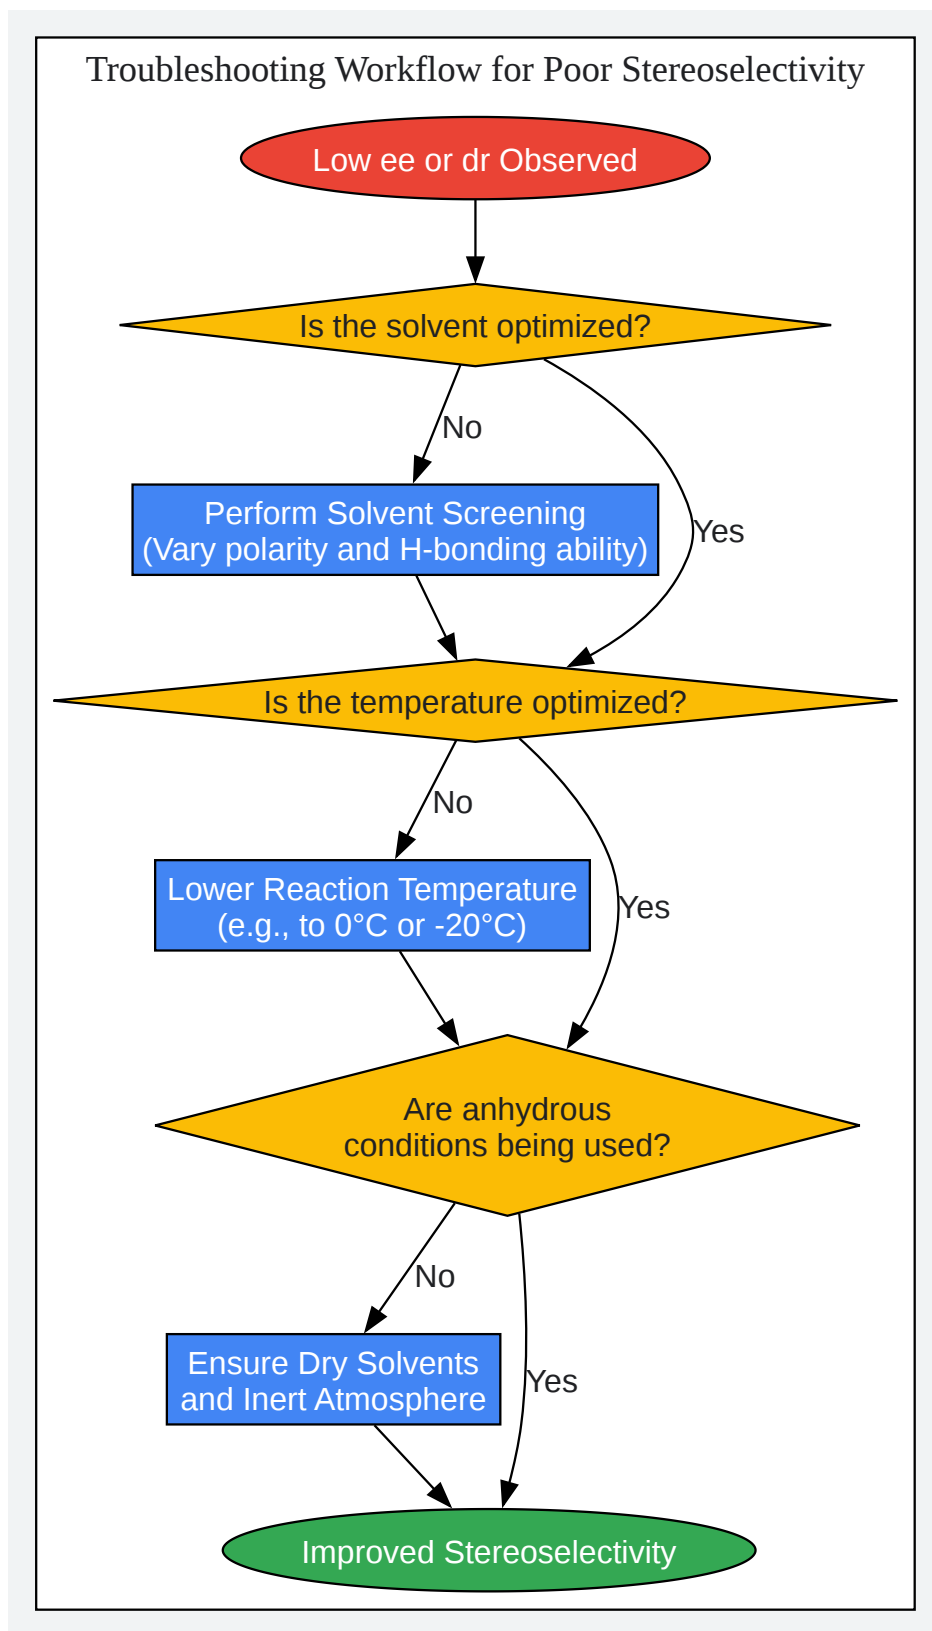 Troubleshooting Workflow for Poor Stereoselectivity
Low ee or dr Observed
Is the solvent optimized?
No
Perform Solvent Screening
(Vary polarity and H-bonding ability)
Yes
Is the temperature optimized?
No
Lower Reaction Temperature
(e.g., to 0°C or -20°C)
Yes
Are anhydrous
conditions being used?
No
Ensure Dry Solvents
and Inert Atmosphere
Yes
Improved Stereoselectivity